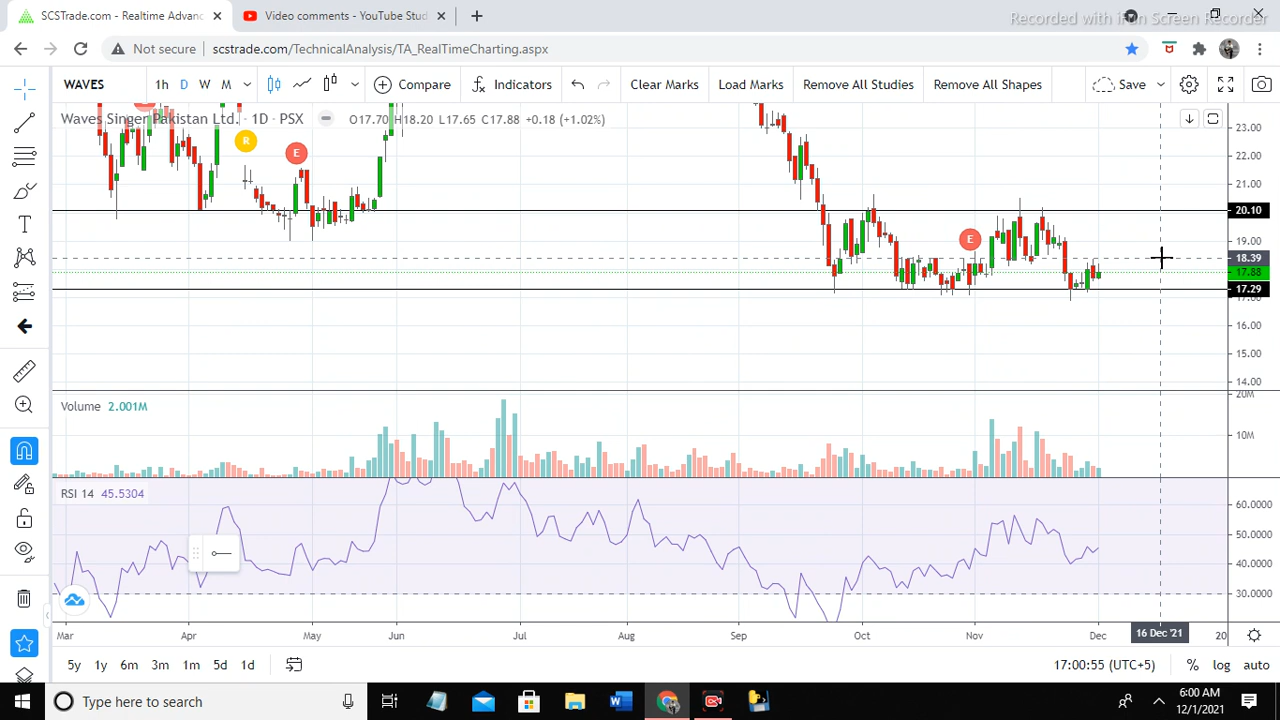 SCSTrade.com - Realtime Advanc
Video comments - YouTube Studi
Recorded with iFun Screen Recorder
Not secure
scstrade.com/TechnicalAnalysis/TA_RealTimeCharting.aspx
WAVES 1h D W M Compare Indicators Clear Marks Load Marks Remove All Studies Remove All Shapes Save
Waves Singer Pakistan Ltd. · 1D · PSX O17.70 H18.20 L17.65 C17.88 +0.18 (+1.02%)
R
E
E
23.00
22.00
21.00
20.10
19.00
18.39
17.88
17.29
17.00
16.00
15.00
14.00
Volume 2.001M
20M
10M
RSI 14 45.5304
60.0000
50.0000
40.0000
30.0000
Mar Apr May Jun Jul Aug Sep Oct Nov Dec 16 Dec '21 20
5y 1y 6m 3m 1m 5d 1d
17:00:55 (UTC+5) % log auto
Type here to search
6:00 AM
12/1/2021